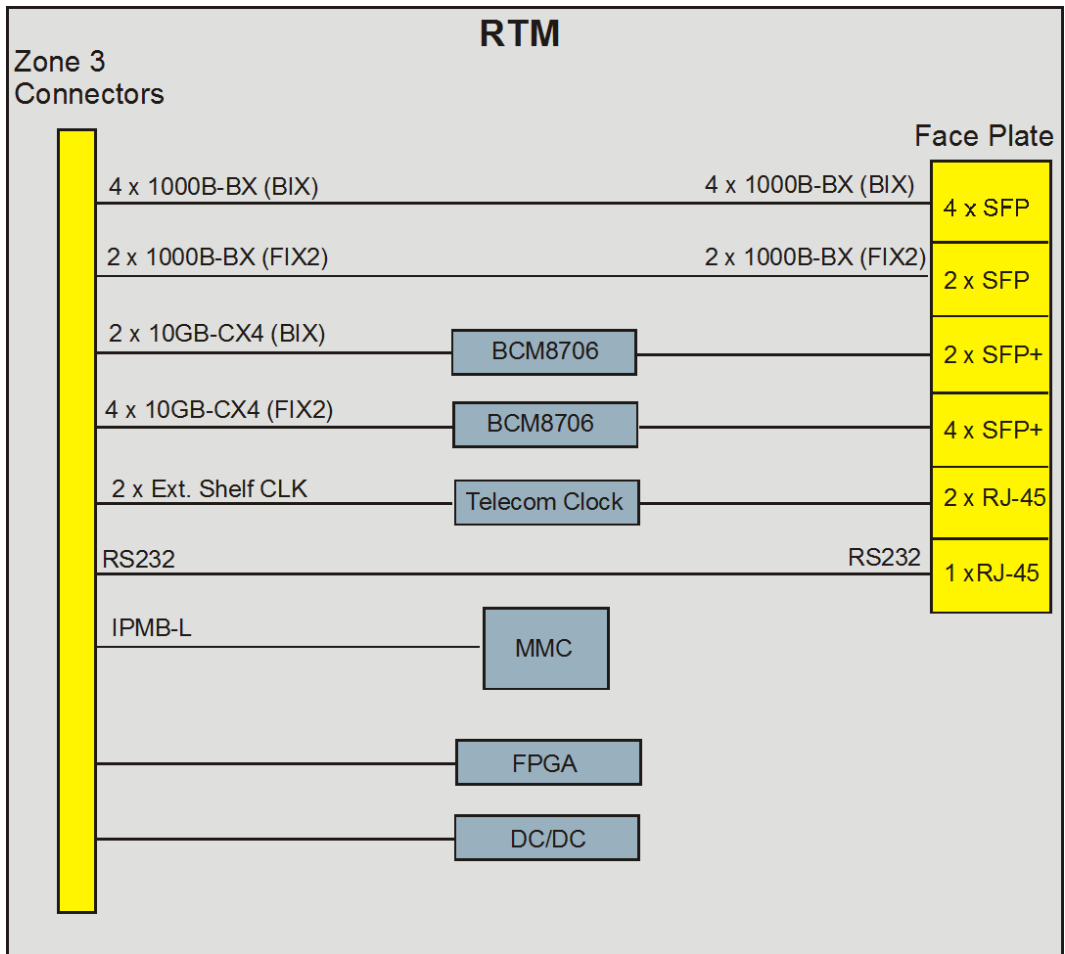 RTM
Zone 3
Connectors
Face Plate
4 x 1000B-BX (BIX)
4 x 1000B-BX (BIX)
4 x SFP
2 x 1000B-BX (FIX2)
2 x 1000B-BX (FIX2)
2 x SFP
2 x 10GB-CX4 (BIX)
BCM8706
2 x SFP+
4 x 10GB-CX4 (FIX2)
BCM8706
4 x SFP+
2 x Ext. Shelf CLK
Telecom Clock
2 x RJ-45
RS232
RS232
1 xRJ-45
IPMB-L
MMC
FPGA
DC/DC